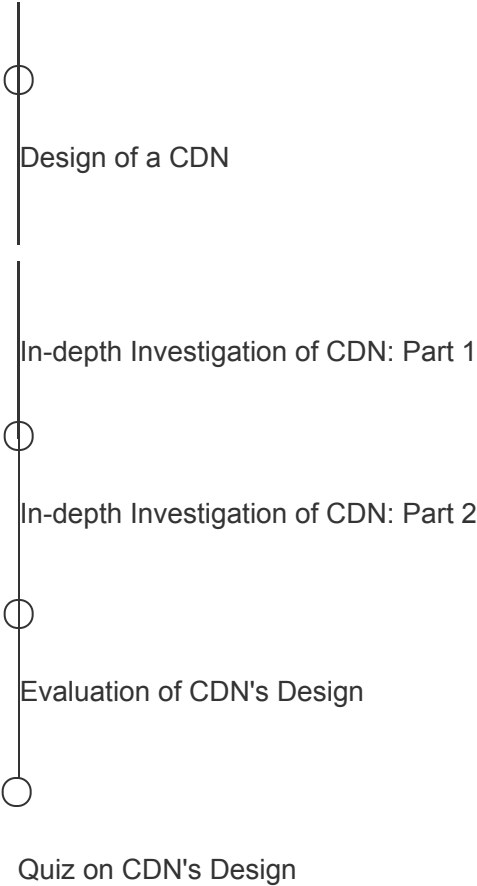 Design of a CDN
In-depth Investigation of CDN: Part 1
In-depth Investigation of CDN: Part 2
Evaluation of CDN's Design
Quiz on CDN's Design